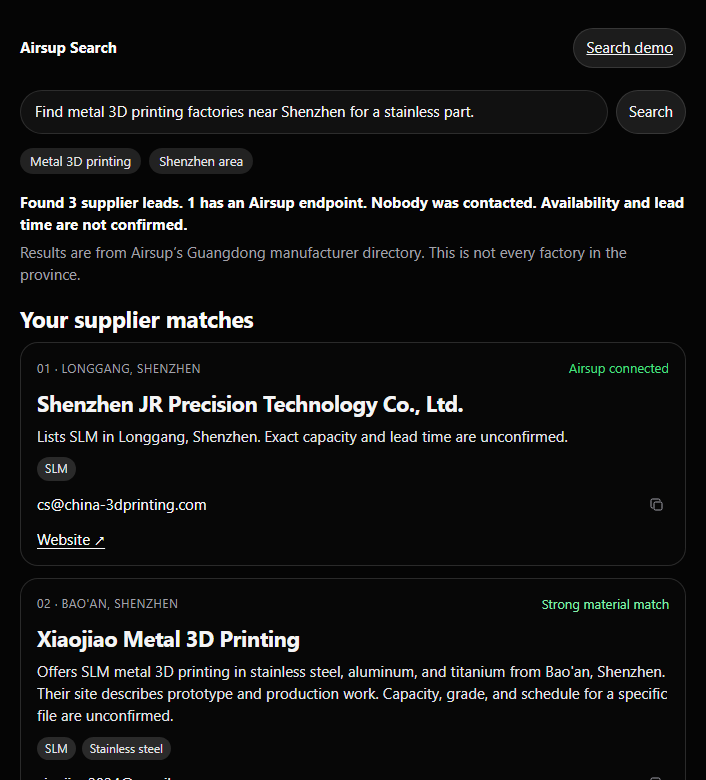 Airsup Search
Search demo
Find metal 3D printing factories near Shenzhen for a stainless part.
Search
Metal 3D printing
Shenzhen area
Found 3 supplier leads. 1 has an Airsup endpoint. Nobody was contacted. Availability and lead
time are not confirmed.
Results are from Airsup's Guangdong manufacturer directory. This is not every factory in the
province.
Your supplier matches
01 · LONGGANG, SHENZHEN
Airsup connected
Shenzhen JR Precision Technology Co., Ltd.
Lists SLM in Longgang, Shenzhen. Exact capacity and lead time are unconfirmed.
SLM
cs@china-3dprinting.com
Website ↗
02 · BAO'AN, SHENZHEN
Strong material match
Xiaojiao Metal 3D Printing
Offers SLM metal 3D printing in stainless steel, aluminum, and titanium from Bao'an, Shenzhen.
Their site describes prototype and production work. Capacity, grade, and schedule for a specific
file are unconfirmed.
SLM
Stainless steel